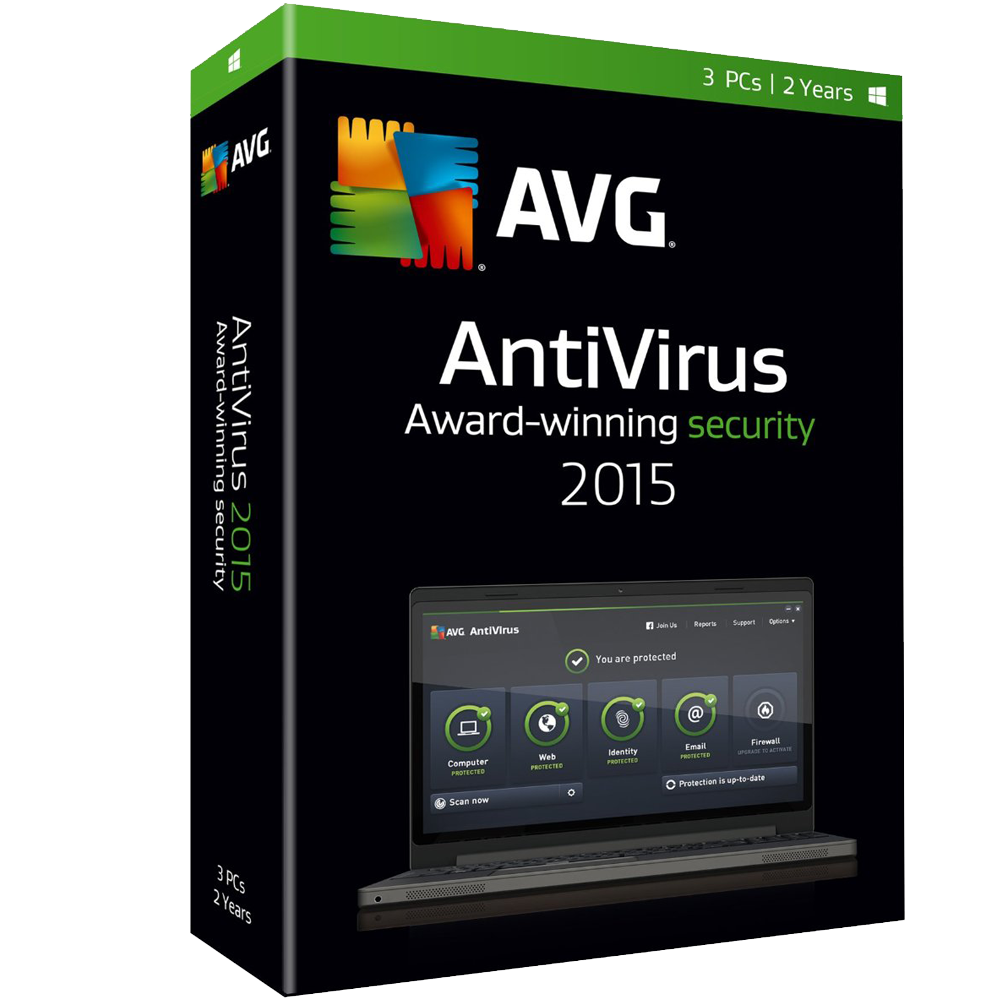 3 PCs | 2 Years
AVG®
®
AntiVirus
Award-winning security
2015
AVG AntiVirus
Join Us
Reports
Support
Options
You are protected
Computer
PROTECTED
Web
PROTECTED
Identity
PROTECTED
Email
PROTECTED
Firewall
UPGRADE TO ACTIVATE
Scan now
Protection is up-to-date
AVG
AntiVirus 2015
Award-winning security
3 PCs
2 Years